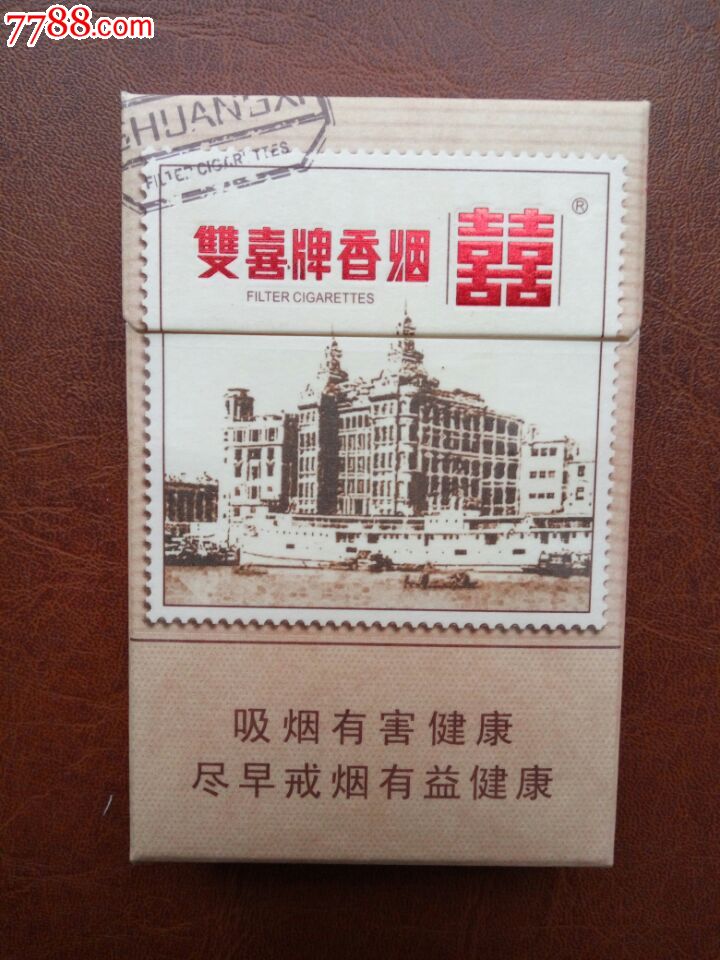 7788.com
SHUANGXI
FILTER CIGARETTES
雙喜牌香烟 囍 ®
FILTER CIGARETTES
吸烟有害健康
尽早戒烟有益健康